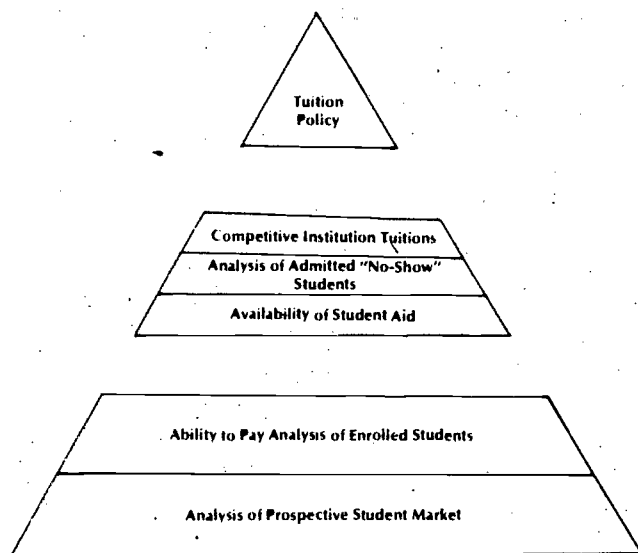 Tuition
Policy
Competitive Institution Tuitions
Analysis of Admitted "No-Show"
Students
Availability of Student Aid
Ability to Pay Analysis of Enrolled Students
Analysis of Prospective Student Market